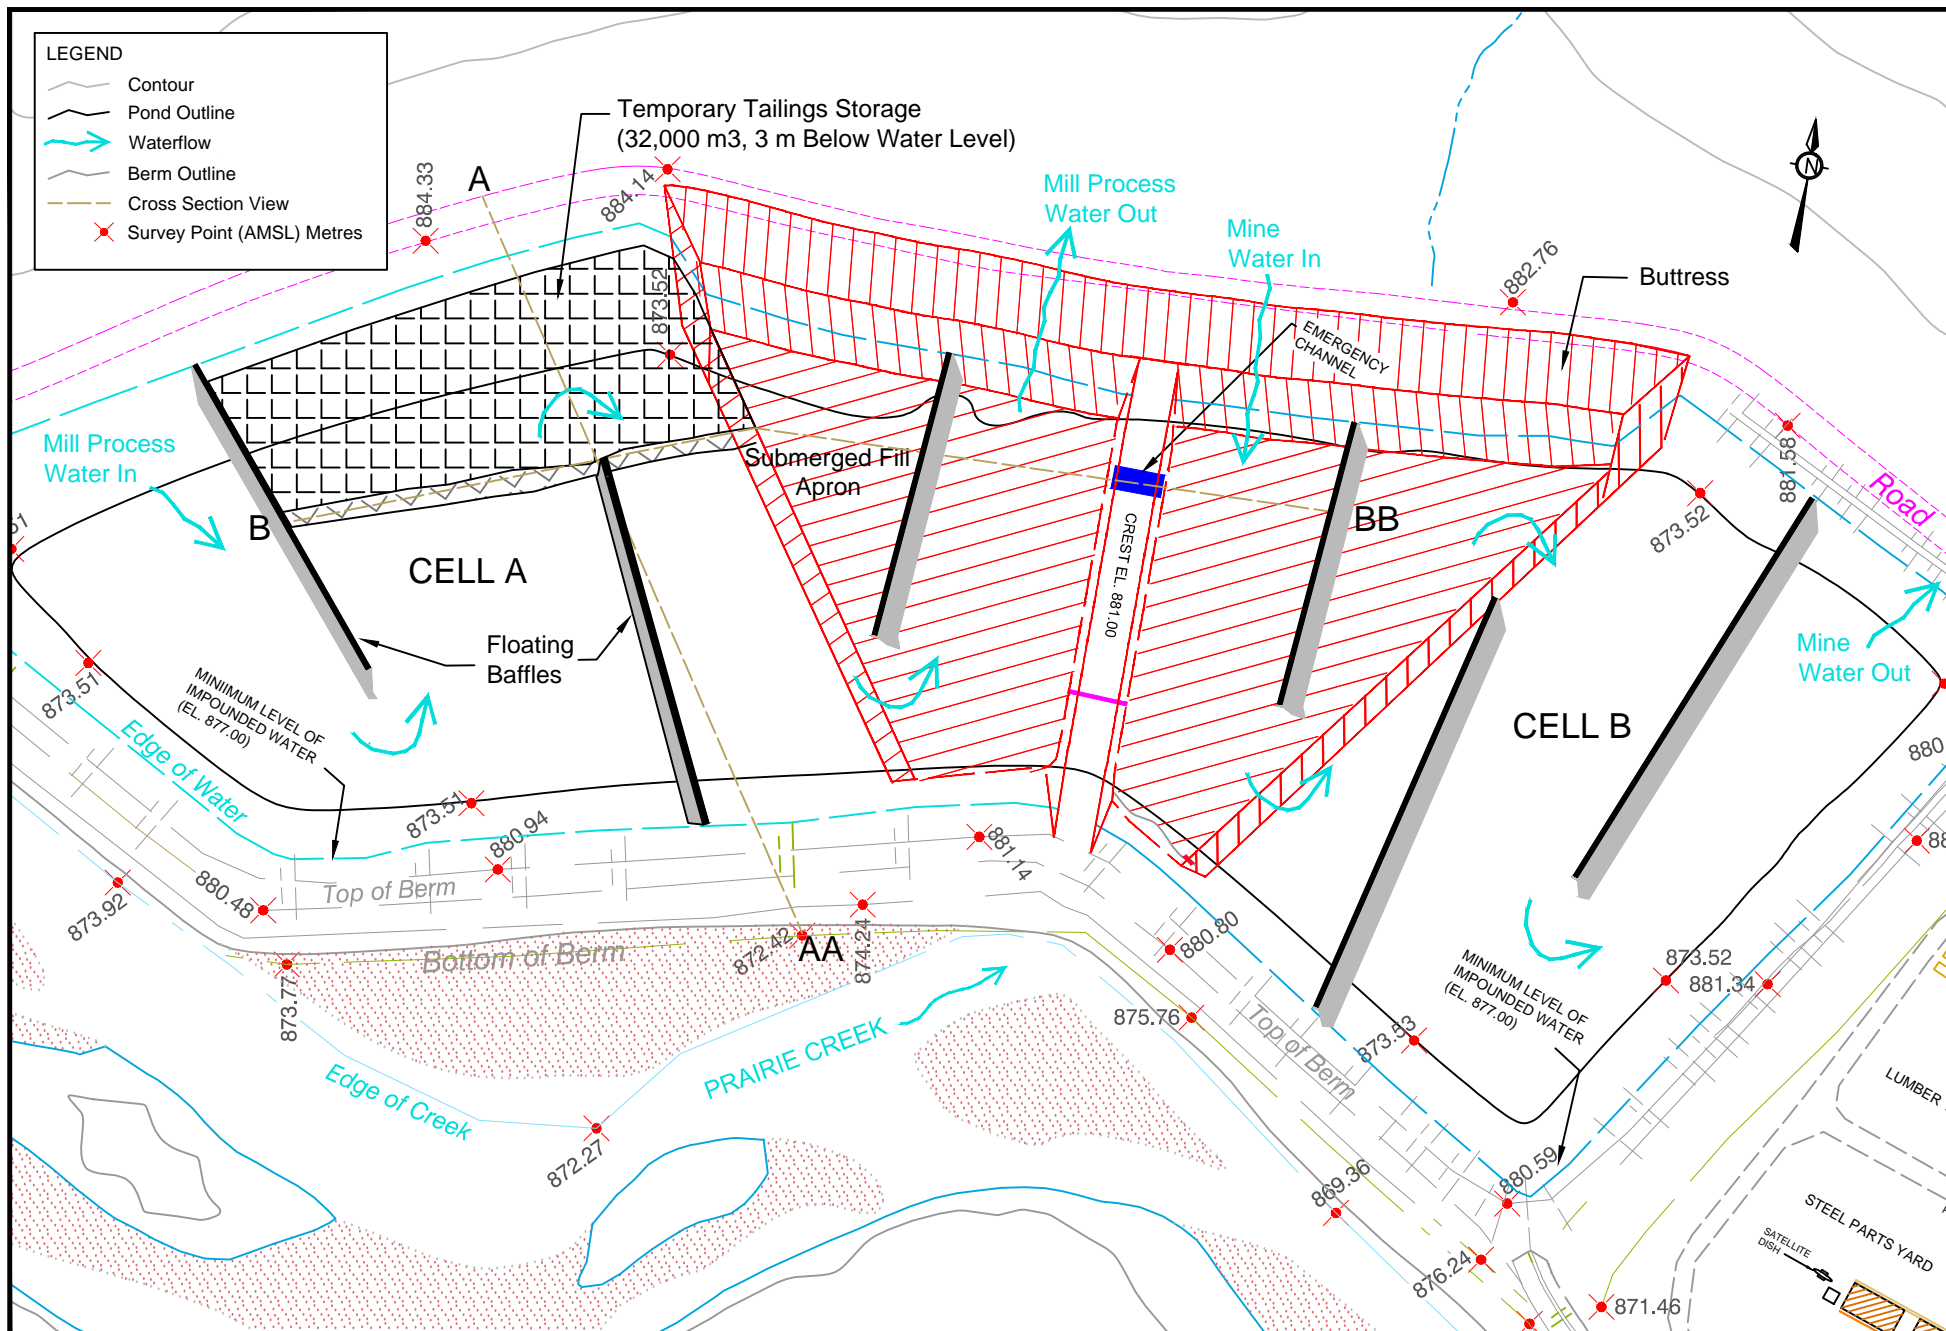 LEGEND
Contour
Pond Outline
Waterflow
Berm Outline
Cross Section View
Survey Point (AMSL) Metres
Temporary Tailings Storage
(32,000 m3, 3 m Below Water Level)
A
884.33
884.14
873.52
Mill Process
Water Out
Mine
Water In
N
882.76
Buttress
EMERGENCY
CHANNEL
881.58
Road
873.52
Mill Process
Water In
B
Submerged Fill
Apron
BB
CELL A
CREST EL. 881.00
Floating
Baffles
Mine
Water Out
CELL B
873.51
MINIMUM LEVEL OF
IMPOUNDED WATER
(EL. 877.00)
Edge of Water
873.51
880.94
881.14
880.48
Top of Berm
873.92
Bottom of Berm
873.77
872.42
AA
874.24
880.80
873.52
881.34
MINIMUM LEVEL OF
IMPOUNDED WATER
(EL. 877.00)
875.76
Top of Berm
873.53
PRAIRIE CREEK
Edge of Creek
872.27
869.36
880.59
876.24
871.46
LUMBER
STEEL PARTS YARD
SATELLITE
DISH